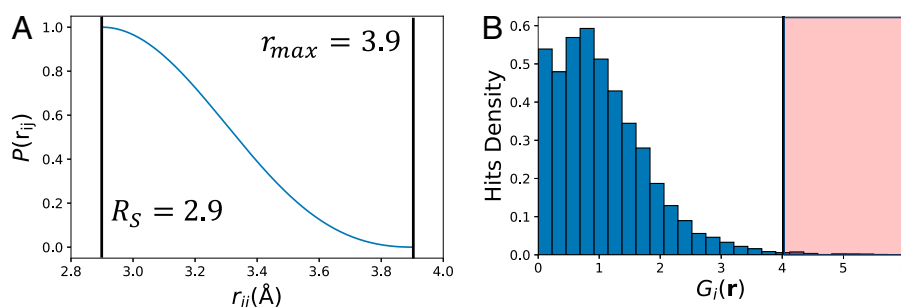 A
r_max = 3.9
R_S = 2.9
P(r_ij)
1.0
0.8
0.6
0.4
0.2
0.0
2.8 3.0 3.2 3.4 3.6 3.8 4.0
r_ij(Å)
B
Hits Density
0.6
0.5
0.4
0.3
0.2
0.1
0.0
0 1 2 3 4 5
G_i(r)